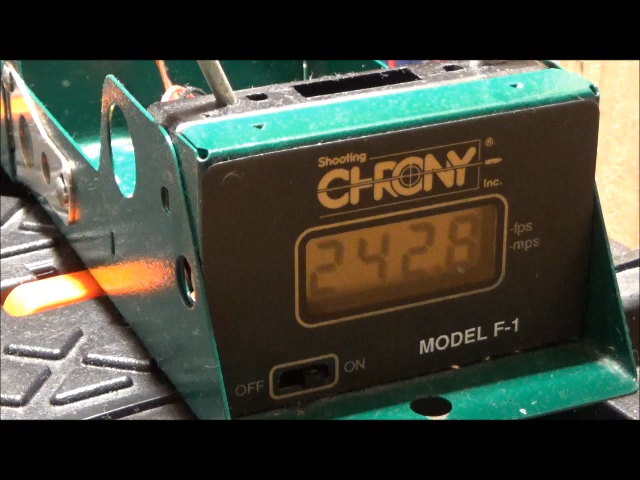 Shooting
CHRONY ®
Inc.
242.8
-fps
-mps
MODEL F-1
OFF ON